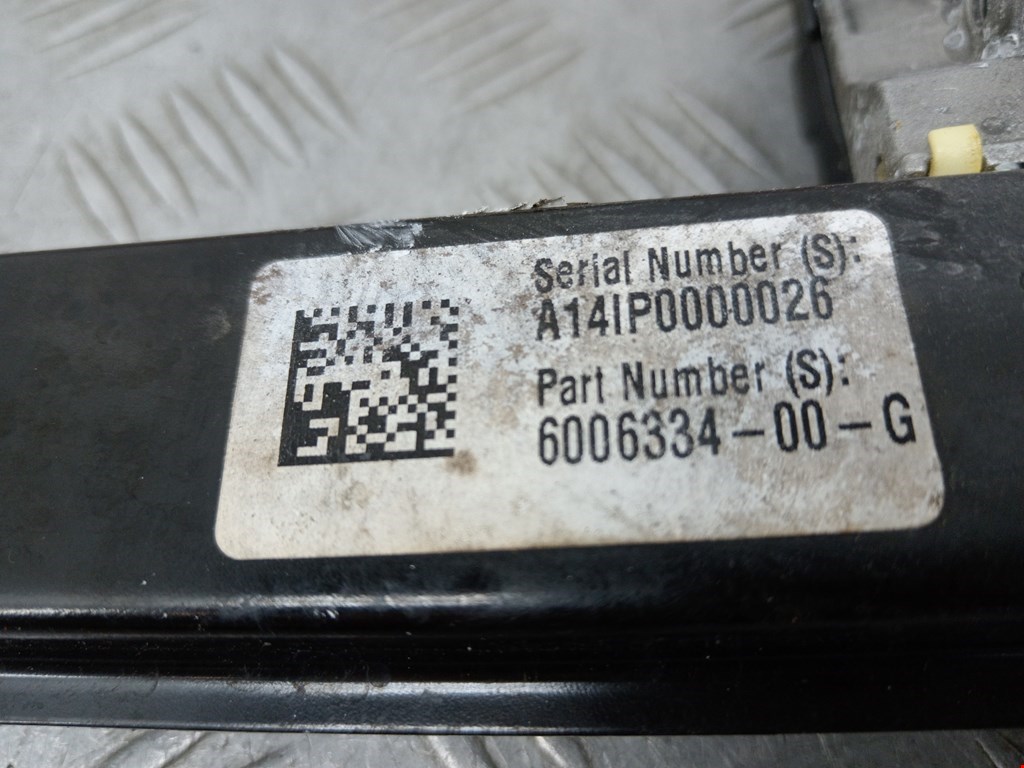 Serial Number (S):
A14IP0000026
Part Number (S):
6006334-00-G